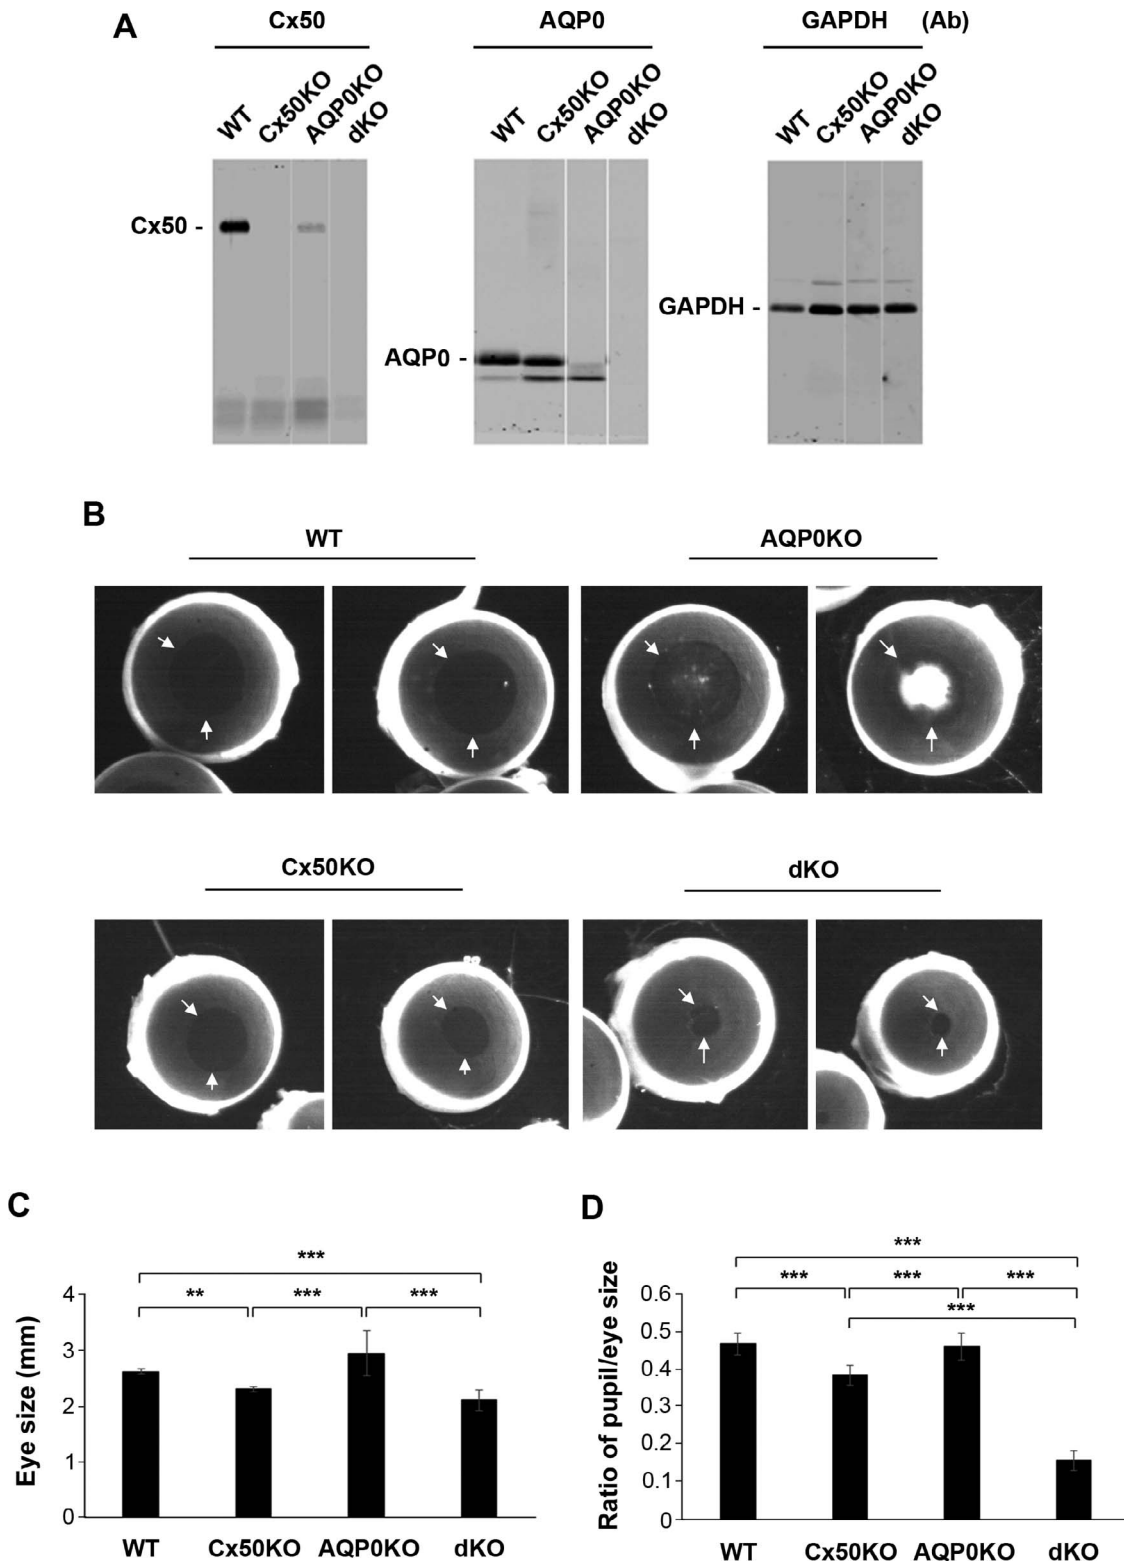 A
Cx50
AQP0
GAPDH (Ab)
WT
Cx50KO
AQP0KO
dKO
WT
Cx50KO
AQP0KO
dKO
WT
Cx50KO
AQP0KO
dKO
Cx50 -
AQP0 -
GAPDH -
B
WT
AQP0KO
Cx50KO
dKO
C
***
** *** ***
4
3
2
1
0
Eye size (mm)
WT Cx50KO AQP0KO dKO
D
***
*** *** ***
***
0.6
0.5
0.4
0.3
0.2
0.1
0
Ratio of pupil/eye size
WT Cx50KO AQP0KO dKO